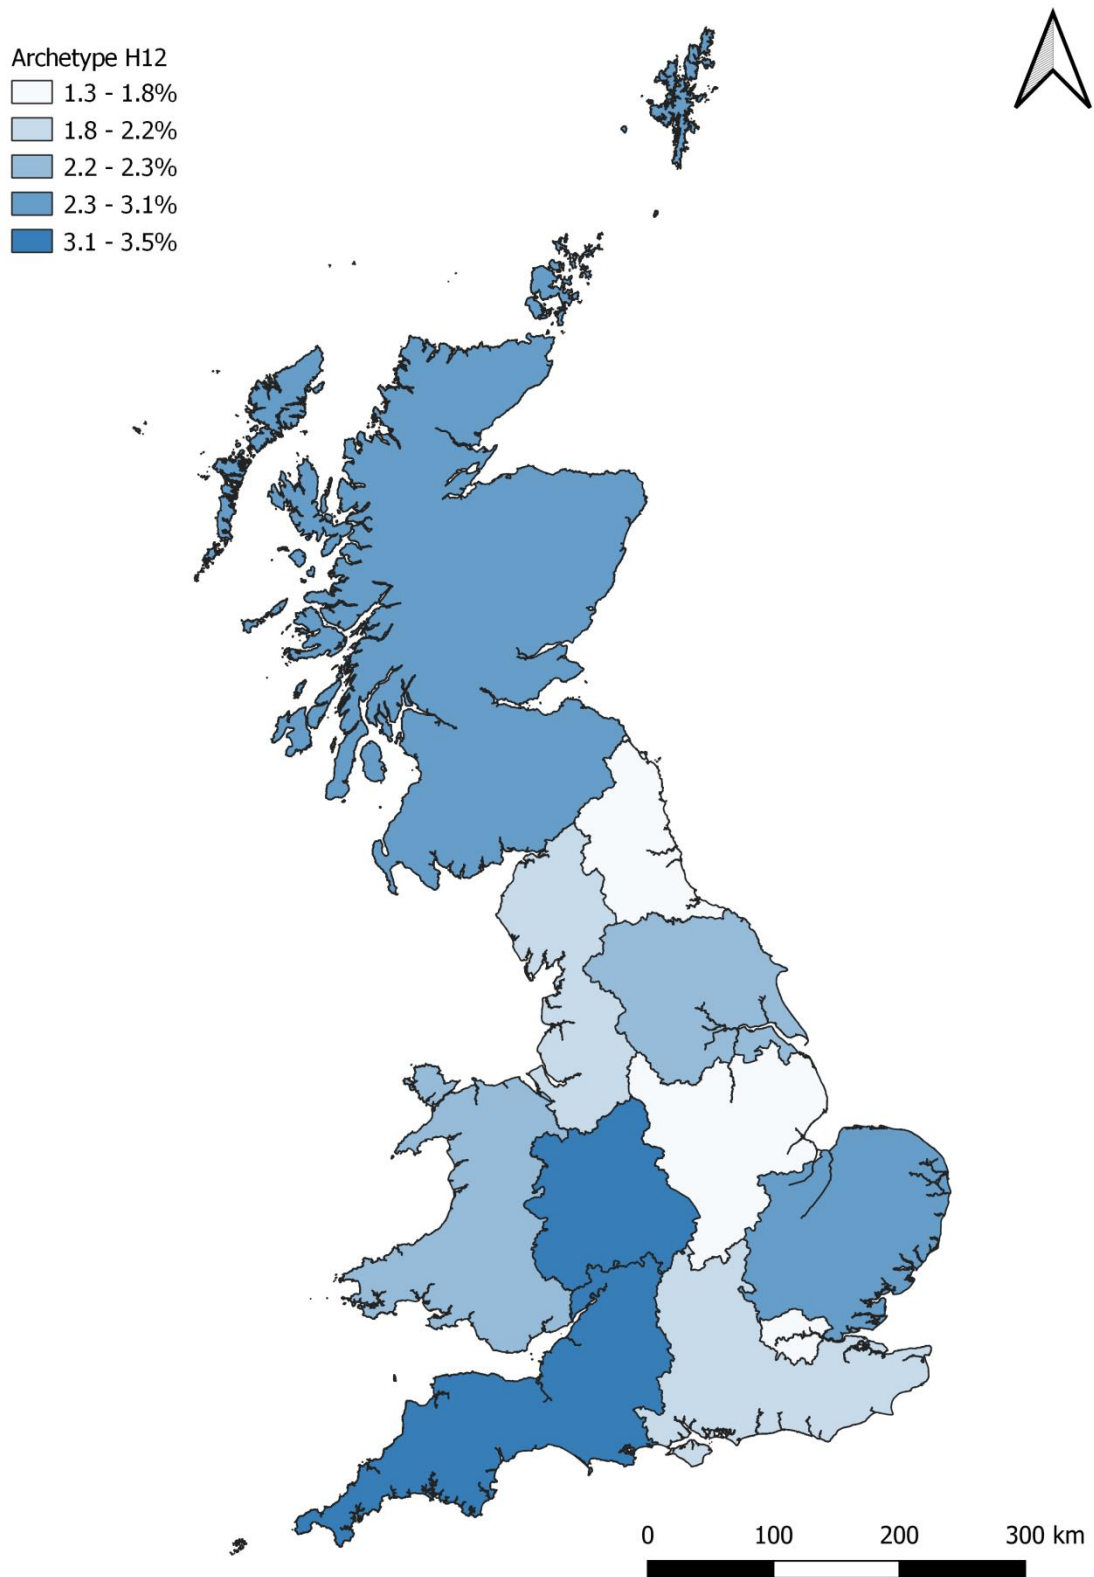 Archetype H12
1.3 - 1.8%
1.8 - 2.2%
2.2 - 2.3%
2.3 - 3.1%
3.1 - 3.5%
0 100 200 300 km